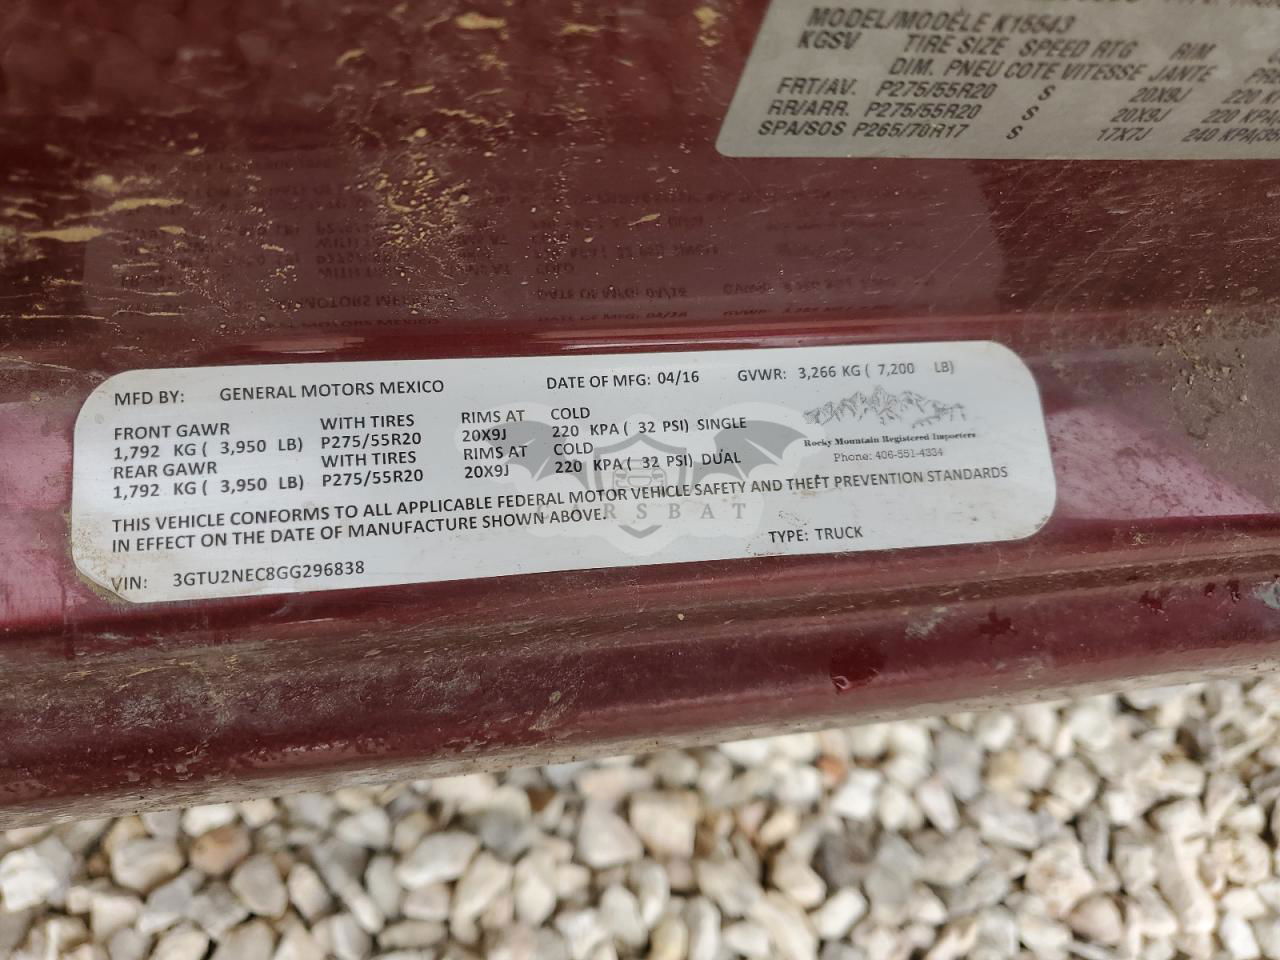 MODEL/MODÈLE K15543
KGSV TIRE SIZE SPEED RTG RIM
DIM. PNEU COTE VITESSE JANTE
FRT/AV. P275/55R20 S 20X9J 220
RR/ARR. P275/55R20 S 20X9J 220 KPA
SPA/SOS P265/70R17 S 17X7J 240 KPA
MFD BY: GENERAL MOTORS MEXICO DATE OF MFG: 04/16 GVWR: 3,266 KG ( 7,200 LB)
FRONT GAWR WITH TIRES RIMS AT COLD
1,792 KG ( 3,950 LB) P275/55R20 20X9J 220 KPA ( 32 PSI) SINGLE
REAR GAWR WITH TIRES RIMS AT COLD
1,792 KG ( 3,950 LB) P275/55R20 20X9J 220 KPA ( 32 PSI) DUAL
Rocky Mountain Registered Importers
Phone: 406-551-4334
THIS VEHICLE CONFORMS TO ALL APPLICABLE FEDERAL MOTOR VEHICLE SAFETY AND THEFT PREVENTION STANDARDS
IN EFFECT ON THE DATE OF MANUFACTURE SHOWN ABOVE.
CARSBAT
TYPE: TRUCK
VIN: 3GTU2NEC8GG296838